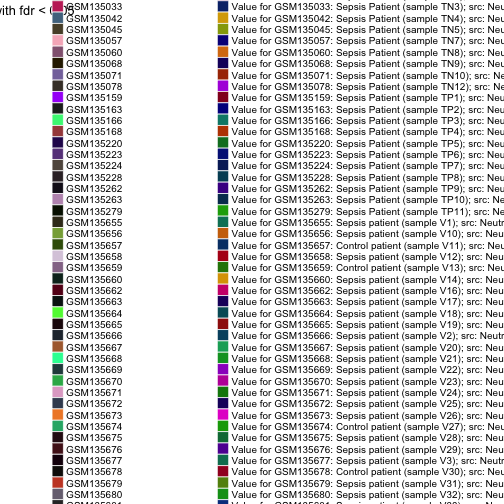 with fdr < 0.05
GSM135033 Value for GSM135033: Sepsis Patient (sample TN3); src: Neu
GSM135042 Value for GSM135042: Sepsis Patient (sample TN4); src: Neu
GSM135045 Value for GSM135045: Sepsis Patient (sample TN5); src: Neu
GSM135057 Value for GSM135057: Sepsis Patient (sample TN7); src: Neu
GSM135060 Value for GSM135060: Sepsis Patient (sample TN8); src: Neu
GSM135068 Value for GSM135068: Sepsis Patient (sample TN9); src: Neu
GSM135071 Value for GSM135071: Sepsis Patient (sample TN10); src: Ne
GSM135078 Value for GSM135078: Sepsis Patient (sample TN12); src: Ne
GSM135159 Value for GSM135159: Sepsis Patient (sample TP1); src: Neu
GSM135163 Value for GSM135163: Sepsis Patient (sample TP2); src: Neu
GSM135166 Value for GSM135166: Sepsis Patient (sample TP3); src: Neu
GSM135168 Value for GSM135168: Sepsis Patient (sample TP4); src: Neu
GSM135220 Value for GSM135220: Sepsis Patient (sample TP5); src: Neu
GSM135223 Value for GSM135223: Sepsis Patient (sample TP6); src: Neu
GSM135224 Value for GSM135224: Sepsis Patient (sample TP7); src: Neu
GSM135228 Value for GSM135228: Sepsis Patient (sample TP8); src: Neu
GSM135262 Value for GSM135262: Sepsis Patient (sample TP9); src: Neu
GSM135263 Value for GSM135263: Sepsis Patient (sample TP10); src: Neu
GSM135279 Value for GSM135279: Sepsis Patient (sample TP11); src: Neu
GSM135655 Value for GSM135655: Sepsis patient (sample V1); src: Neutr
GSM135656 Value for GSM135656: Sepsis patient (sample V10); src: Neu
GSM135657 Value for GSM135657: Control patient (sample V11); src: Neu
GSM135658 Value for GSM135658: Sepsis patient (sample V12); src: Neu
GSM135659 Value for GSM135659: Control patient (sample V13); src: Neu
GSM135660 Value for GSM135660: Sepsis patient (sample V14); src: Neu
GSM135662 Value for GSM135662: Sepsis patient (sample V16); src: Neu
GSM135663 Value for GSM135663: Sepsis patient (sample V17); src: Neu
GSM135664 Value for GSM135664: Sepsis patient (sample V18); src: Neu
GSM135665 Value for GSM135665: Sepsis patient (sample V19); src: Neu
GSM135666 Value for GSM135666: Sepsis patient (sample V2); src: Neutr
GSM135667 Value for GSM135667: Sepsis patient (sample V20); src: Neu
GSM135668 Value for GSM135668: Sepsis patient (sample V21); src: Neu
GSM135669 Value for GSM135669: Sepsis patient (sample V22); src: Neu
GSM135670 Value for GSM135670: Sepsis patient (sample V23); src: Neu
GSM135671 Value for GSM135671: Sepsis patient (sample V24); src: Neu
GSM135672 Value for GSM135672: Sepsis patient (sample V25); src: Neu
GSM135673 Value for GSM135673: Sepsis patient (sample V26); src: Neu
GSM135674 Value for GSM135674: Control patient (sample V27); src: Neu
GSM135675 Value for GSM135675: Sepsis patient (sample V28); src: Neu
GSM135676 Value for GSM135676: Sepsis patient (sample V29); src: Neu
GSM135677 Value for GSM135677: Sepsis patient (sample V3); src: Neutr
GSM135678 Value for GSM135678: Control patient (sample V30); src: Neu
GSM135679 Value for GSM135679: Sepsis patient (sample V31); src: Neu
GSM135680 Value for GSM135680: Sepsis patient (sample V32); src: Neu